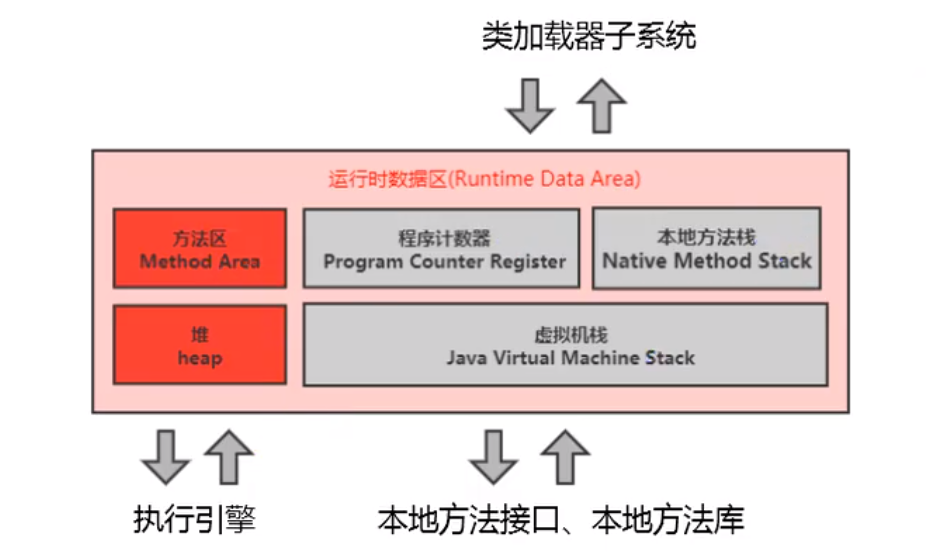 类加载器子系统
运行时数据区(Runtime Data Area)
方法区
Method Area
程序计数器
Program Counter Register
本地方法栈
Native Method Stack
堆
heap
虚拟机栈
Java Virtual Machine Stack
执行引擎
本地方法接口、本地方法库